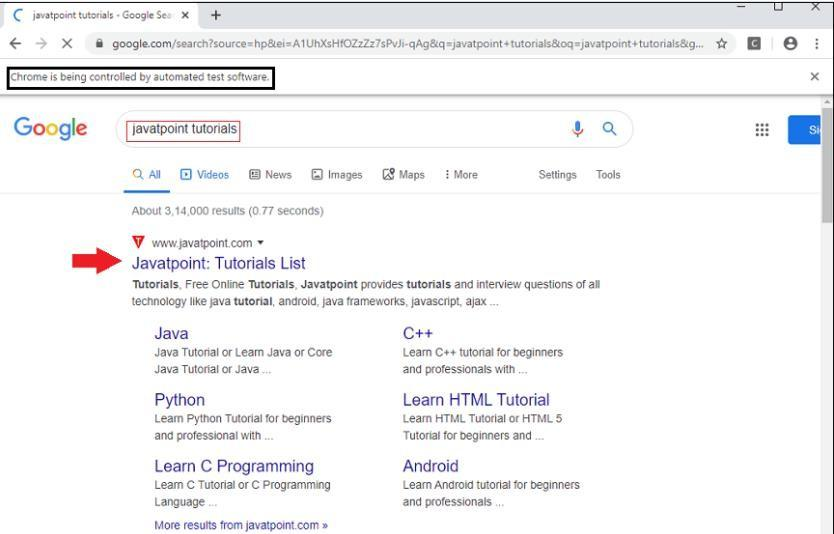 javatpoint tutorials - Google Sea
google.com/search?source=hp&ei=A1UhXsHfOZzZz7sPvJi-qAg&q=javatpoint+tutorials&oq=javatpoint+tutorials&g...
Chrome is being controlled by automated test software.
Google
javatpoint tutorials
Si
All Videos News Images Maps More Settings Tools
About 3,14,000 results (0.77 seconds)
www.javatpoint.com
Javatpoint: Tutorials List
Tutorials, Free Online Tutorials, Javatpoint provides tutorials and interview questions of all
technology like java tutorial, android, java frameworks, javascript, ajax ...
Java
Java Tutorial or Learn Java or Core
Java Tutorial or Java ...
C++
Learn C++ tutorial for beginners
and professionals with ...
Python
Learn Python Tutorial for beginners
and professional with ...
Learn HTML Tutorial
Learn HTML Tutorial or HTML 5
Tutorial for beginners and ...
Learn C Programming
Learn C Tutorial or C Programming
Language ...
Android
Learn Android tutorial for beginners
and professionals ...
More results from javatpoint.com »